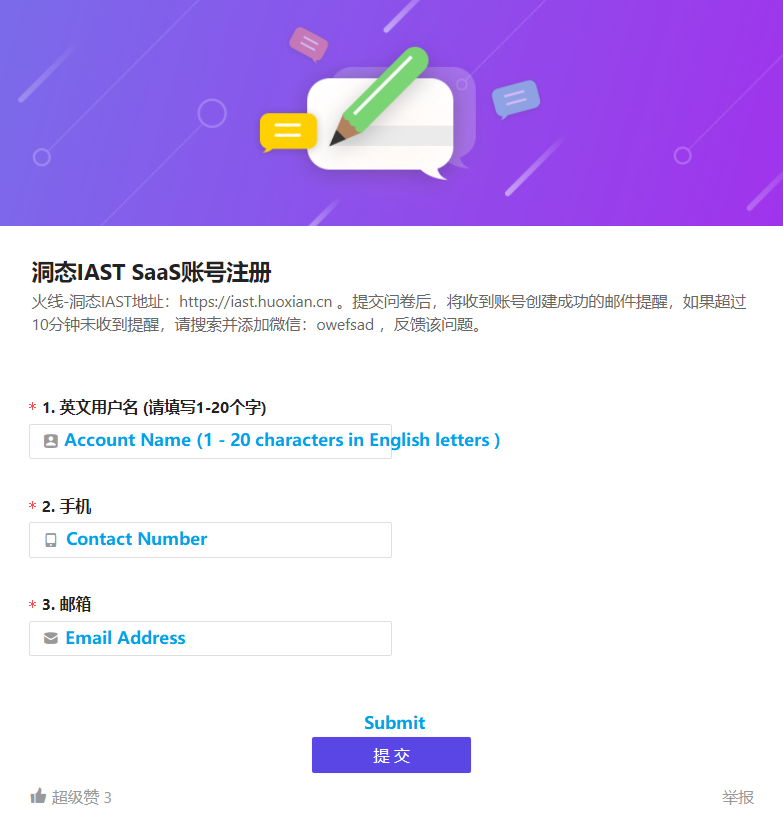 洞态IAST SaaS账号注册
火线-洞态IAST地址：https://iast.huoxian.cn 。提交问卷后，将收到账号创建成功的邮件提醒，如果超过
10分钟未收到提醒，请搜索并添加微信：owefsad ，反馈该问题。
* 1. 英文用户名 (请填写1-20个字)
Account Name (1 - 20 characters in English letters )
* 2. 手机
Contact Number
* 3. 邮箱
Email Address
Submit
提 交
超级赞 3
举报